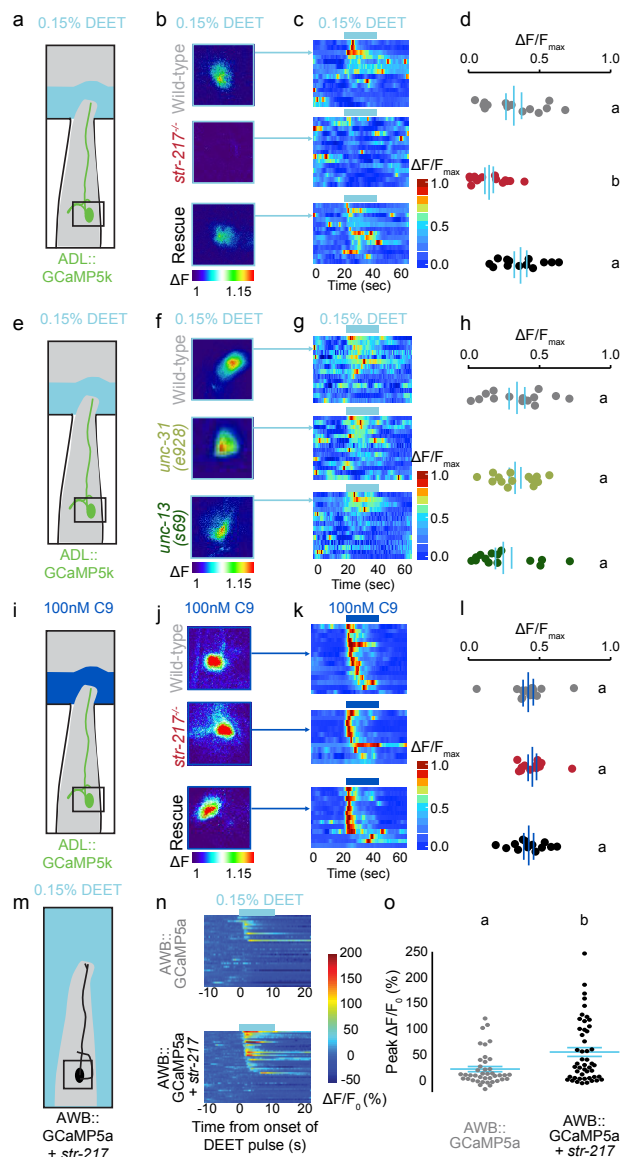 a 0.15% DEET
ADL::
GCaMP5k
b 0.15% DEET
Wild-type
str-217-/-
Rescue
ΔF
1 1.15
c 0.15% DEET
ΔF/Fmax
1.0
0.5
0.0
0 20 40 60
Time (sec)
d ΔF/Fmax
0.0 0.5 1.0
a
b
a
e 0.15% DEET
ADL::
GCaMP5k
f 0.15% DEET
Wild-type
unc-31
(e928)
unc-13
(s69)
ΔF
1 1.15
g 0.15% DEET
ΔF/Fmax
1.0
0.5
0.0
0 20 40 60
Time (sec)
h ΔF/Fmax
0.0 0.5 1.0
a
a
a
i 100nM C9
ADL::
GCaMP5k
j 100nM C9
Wild-type
str-217-/-
Rescue
ΔF
1 1.15
k 100nM C9
ΔF/Fmax
1.0
0.5
0.0
0 20 40 60
Time (sec)
l ΔF/Fmax
0.0 0.5 1.0
a
a
a
m 0.15% DEET
AWB::
GCaMP5a
+ str-217
n 0.15% DEET
AWB::
GCaMP5a
-10 0 10 20
AWB::
GCaMP5a
+ str-217
-10 0 10 20
Time from onset of
DEET pulse (s)
200
150
100
50
0
-50
ΔF/F0 (%)
o
a b
Peak ΔF/F0 (%)
250
200
150
100
50
0
AWB::
GCaMP5a
AWB::
GCaMP5a
+ str-217